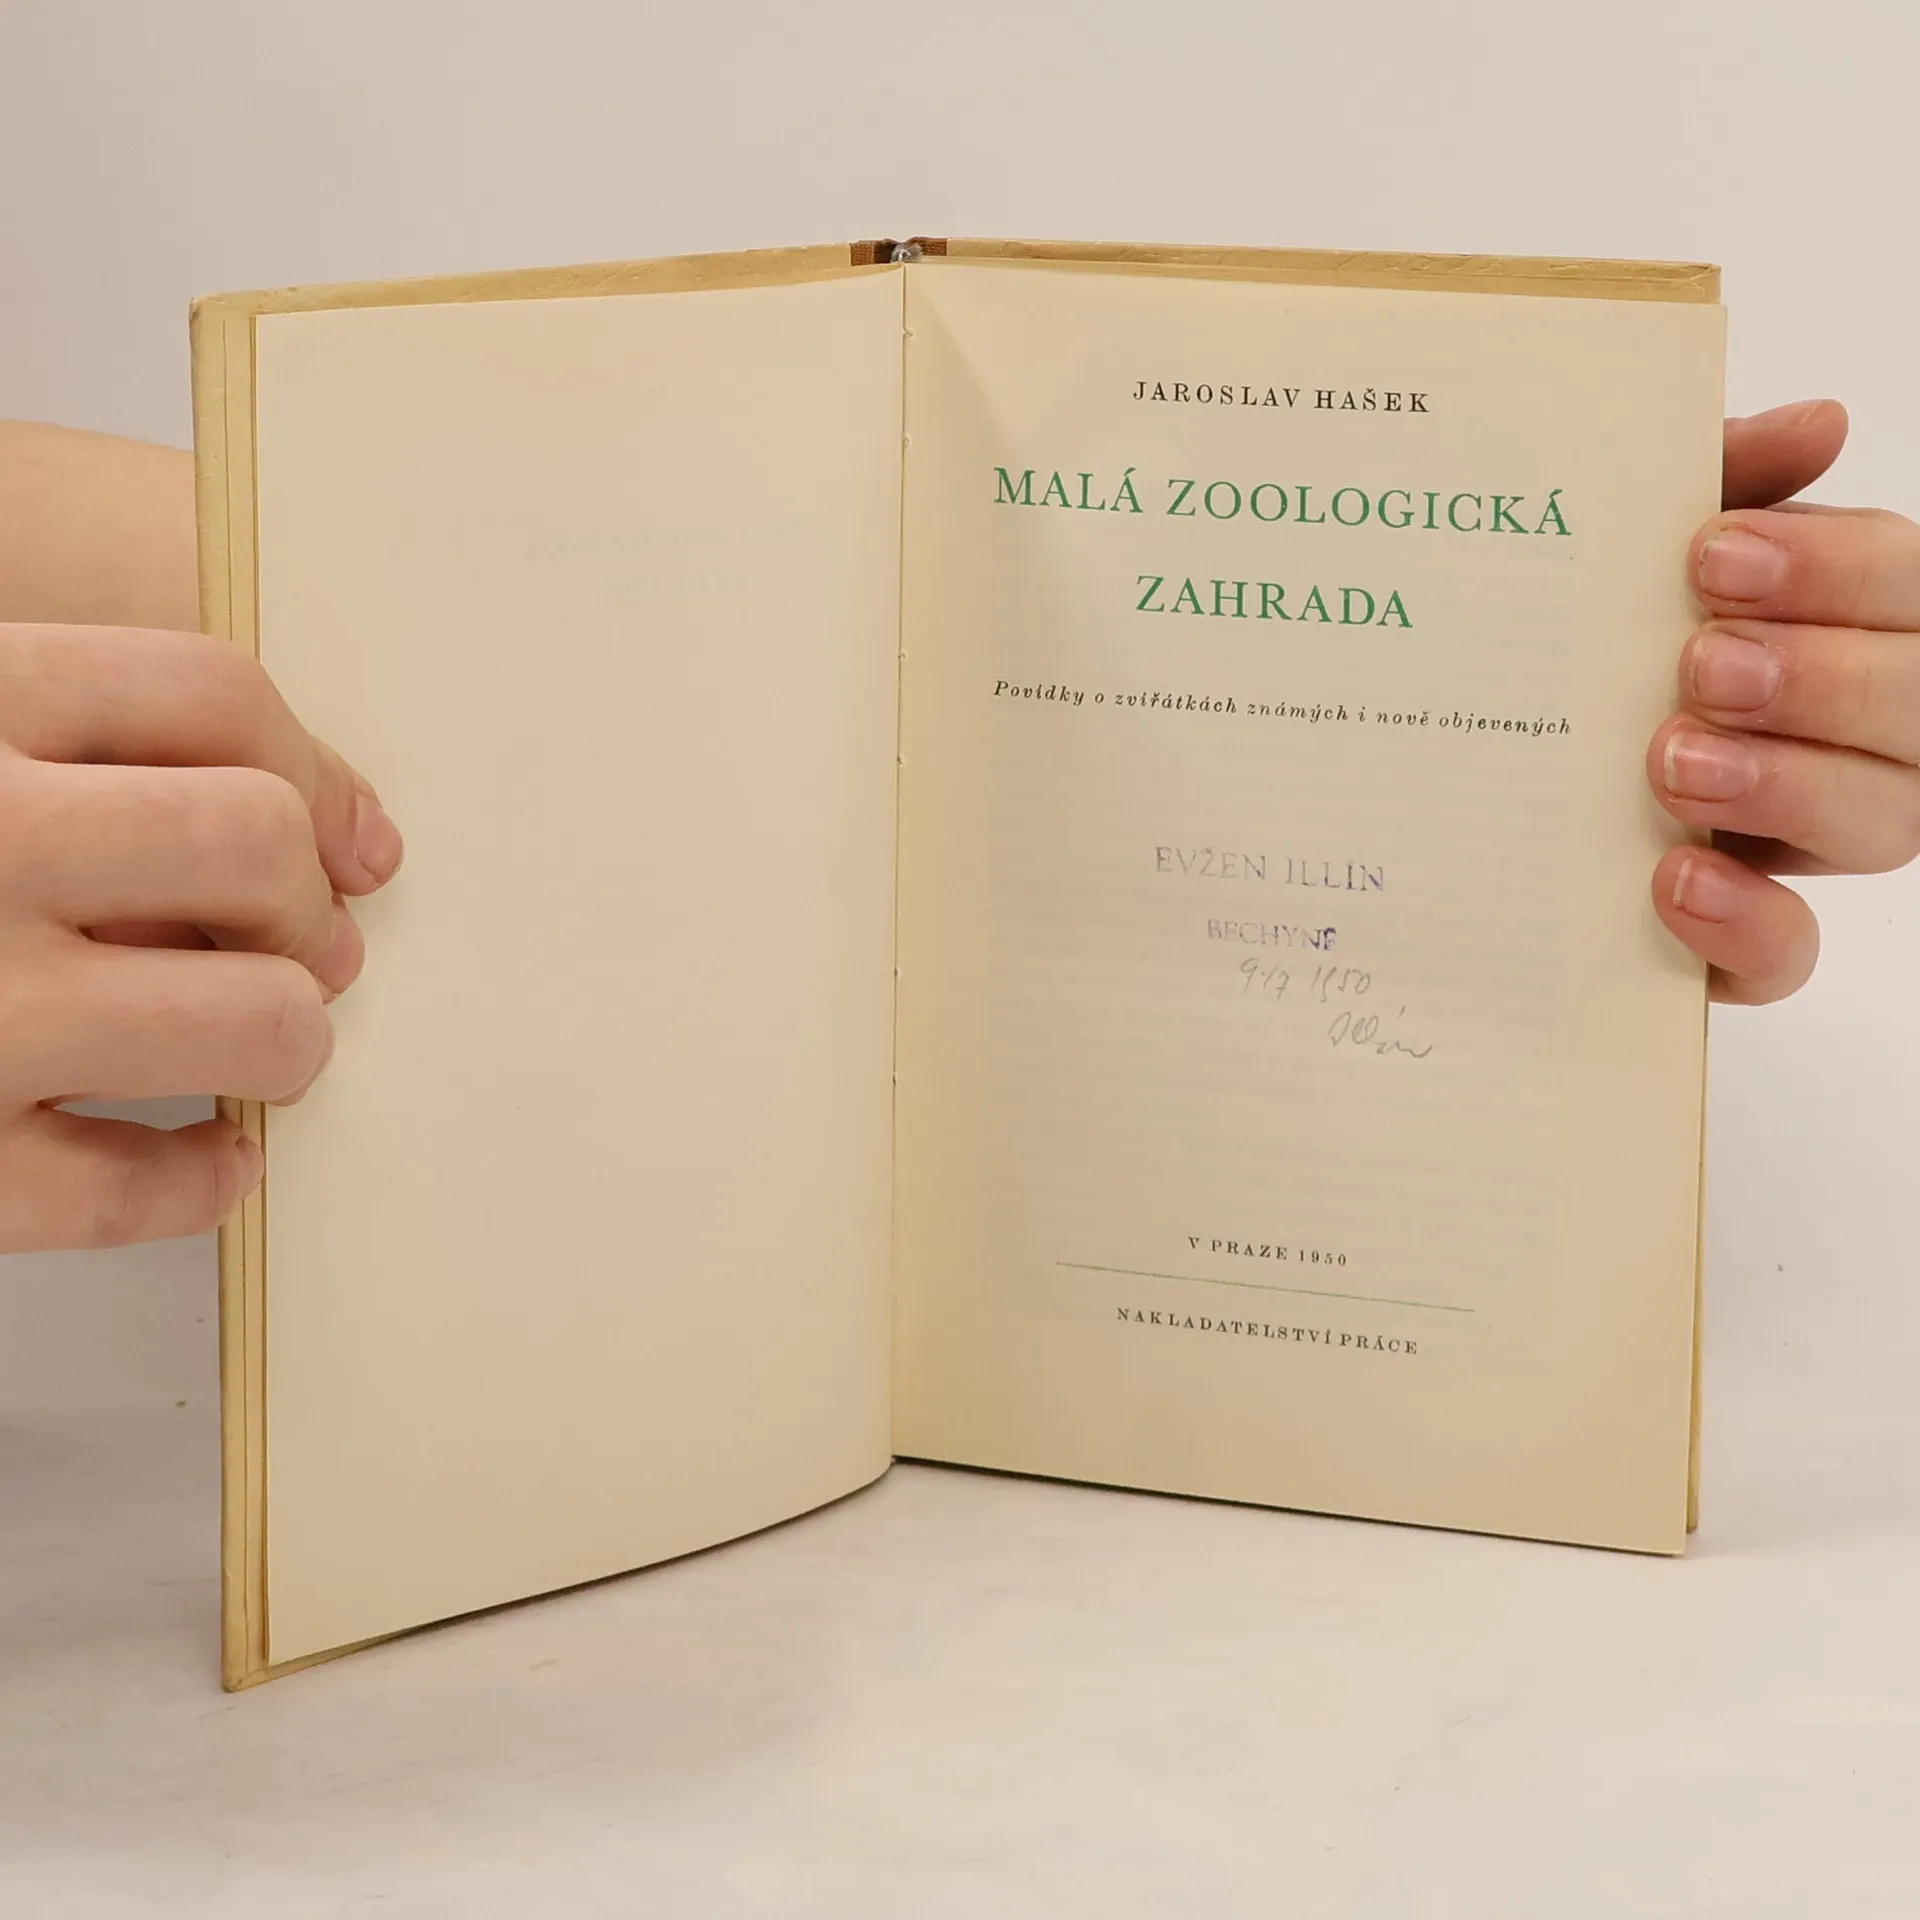 JAROSLAV HAŠEK
MALÁ ZOOLOGICKÁ
ZAHRADA
Povídky o zvířátkách známých i nově objevených
EVŽEN ILLÍN
BECHYNĚ
9/7 1950
Illín
V PRAZE 1950
NAKLADATELSTVÍ PRÁCE